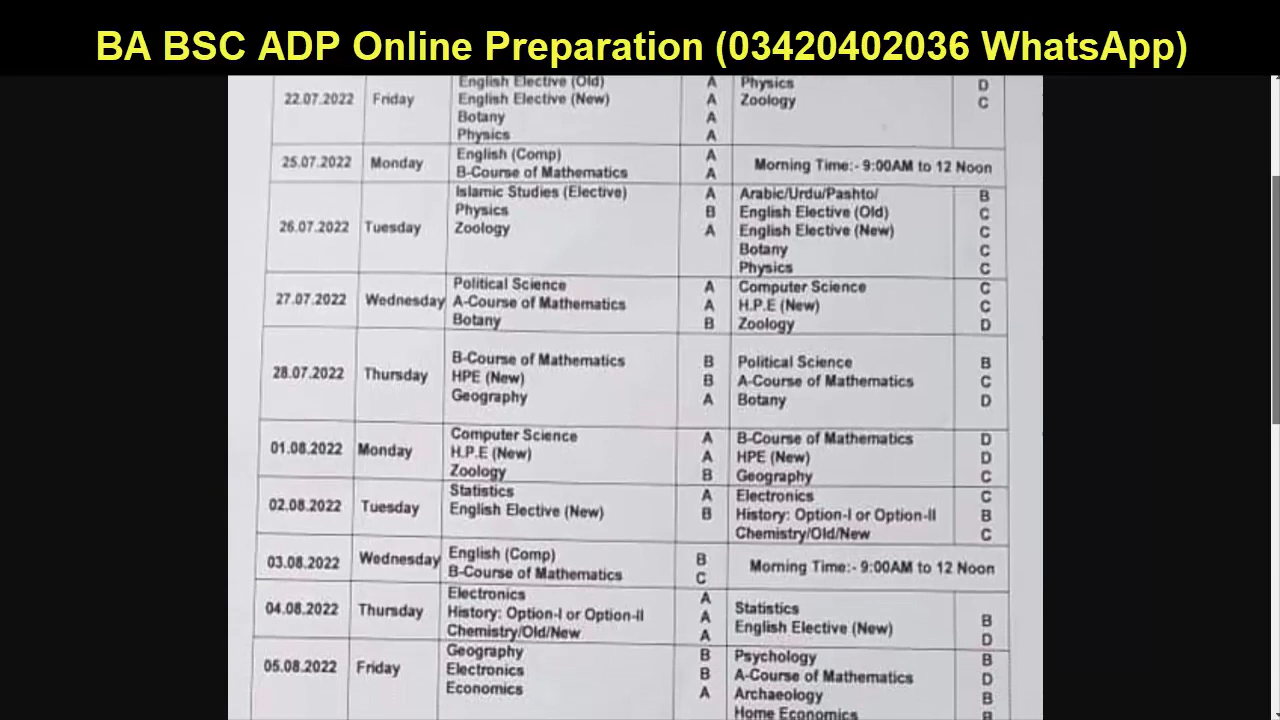 BA BSC ADP Online Preparation (03420402036 WhatsApp)
English Elective (Old) A Physics D
22.07.2022 Friday English Elective (New) A Zoology C
Botany A
Physics A
25.07.2022 Monday English (Comp) A Morning Time:- 9:00AM to 12 Noon
B-Course of Mathematics A
Islamic Studies (Elective) A Arabic/Urdu/Pashto/ B
Physics B English Elective (Old) C
26.07.2022 Tuesday Zoology A English Elective (New) C
Botany C
Physics C
Political Science A Computer Science C
27.07.2022 Wednesday A-Course of Mathematics A H.P.E (New) C
Botany B Zoology D
B-Course of Mathematics B Political Science B
28.07.2022 Thursday HPE (New) B A-Course of Mathematics C
Geography A Botany D
Computer Science A B-Course of Mathematics D
01.08.2022 Monday H.P.E (New) A HPE (New) D
Zoology B Geography C
Statistics A Electronics C
02.08.2022 Tuesday English Elective (New) B History: Option-I or Option-II B
Chemistry/Old/New C
03.08.2022 Wednesday English (Comp) B Morning Time:- 9:00AM to 12 Noon
B-Course of Mathematics C
Electronics A
04.08.2022 Thursday History: Option-I or Option-II A Statistics B
Chemistry/Old/New A English Elective (New) D
Geography B Psychology B
05.08.2022 Friday Electronics B A-Course of Mathematics D
Economics A Archaeology B
Home Economics B